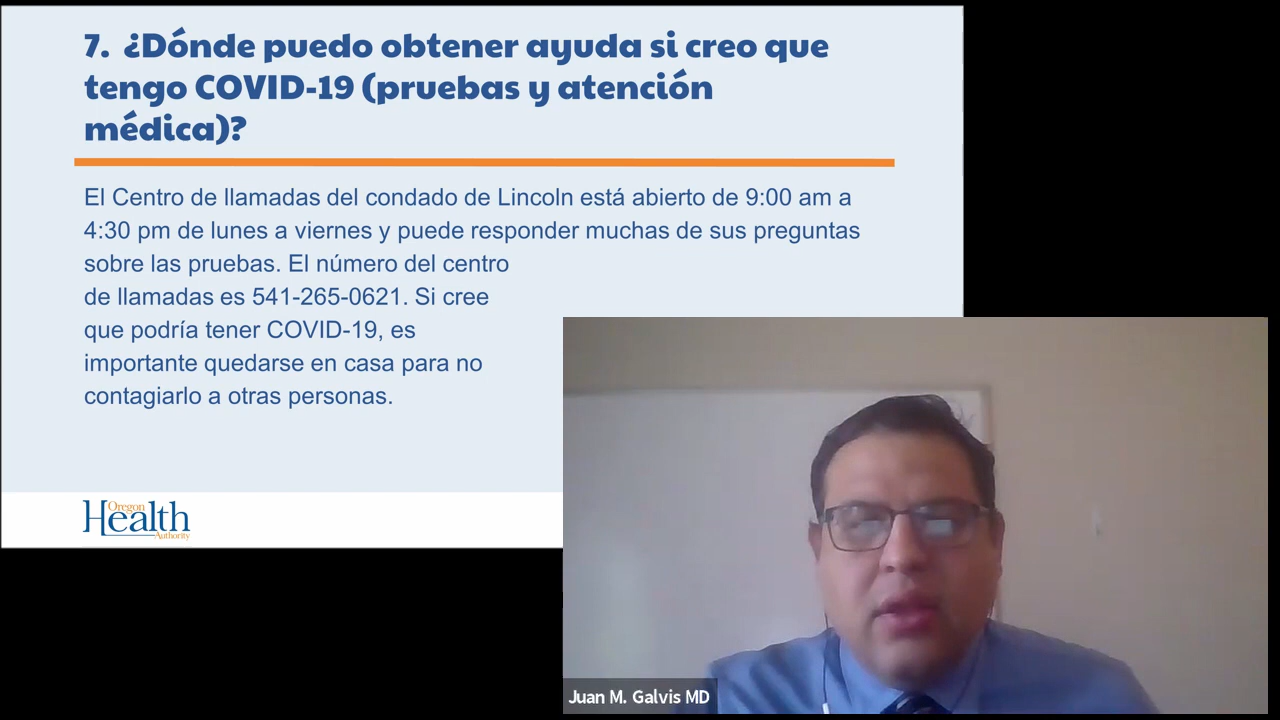 7. ¿Dónde puedo obtener ayuda si creo que
tengo COVID-19 (pruebas y atención
médica)?
El Centro de llamadas del condado de Lincoln está abierto de 9:00 am a
4:30 pm de lunes a viernes y puede responder muchas de sus preguntas
sobre las pruebas. El número del centro
de llamadas es 541-265-0621. Si cree
que podría tener COVID-19, es
importante quedarse en casa para no
contagiarlo a otras personas.
Oregon
Health
Authority
Juan M. Galvis MD